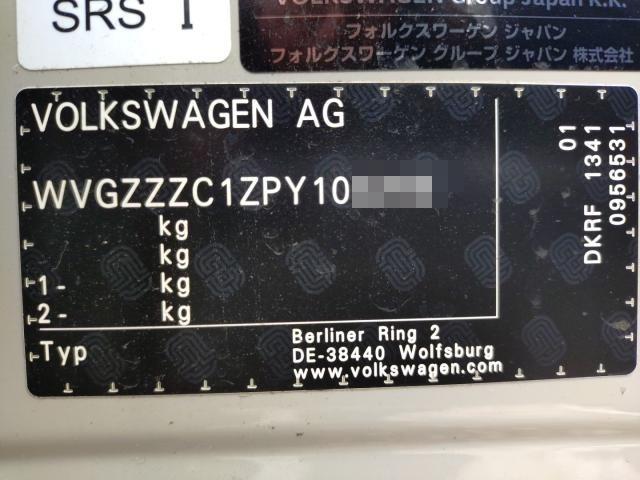 SRS I
VOLKSWAGEN Group Japan K.K.
フォルクスワーゲン ジャパン
フォルクスワーゲン グループ ジャパン 株式会社
VOLKSWAGEN AG
WVGZZZC1ZPY10
kg
kg
1- kg
2- kg
Typ
Berliner Ring 2
DE-38440 Wolfsburg
www.volkswagen.com
01
DKRF 1341
0956531